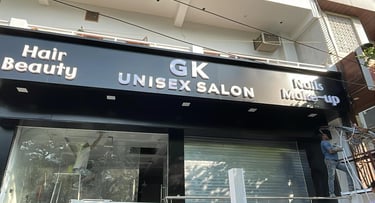 Hair
Beauty
GK
UNISEX SALON
Nails
Make-up